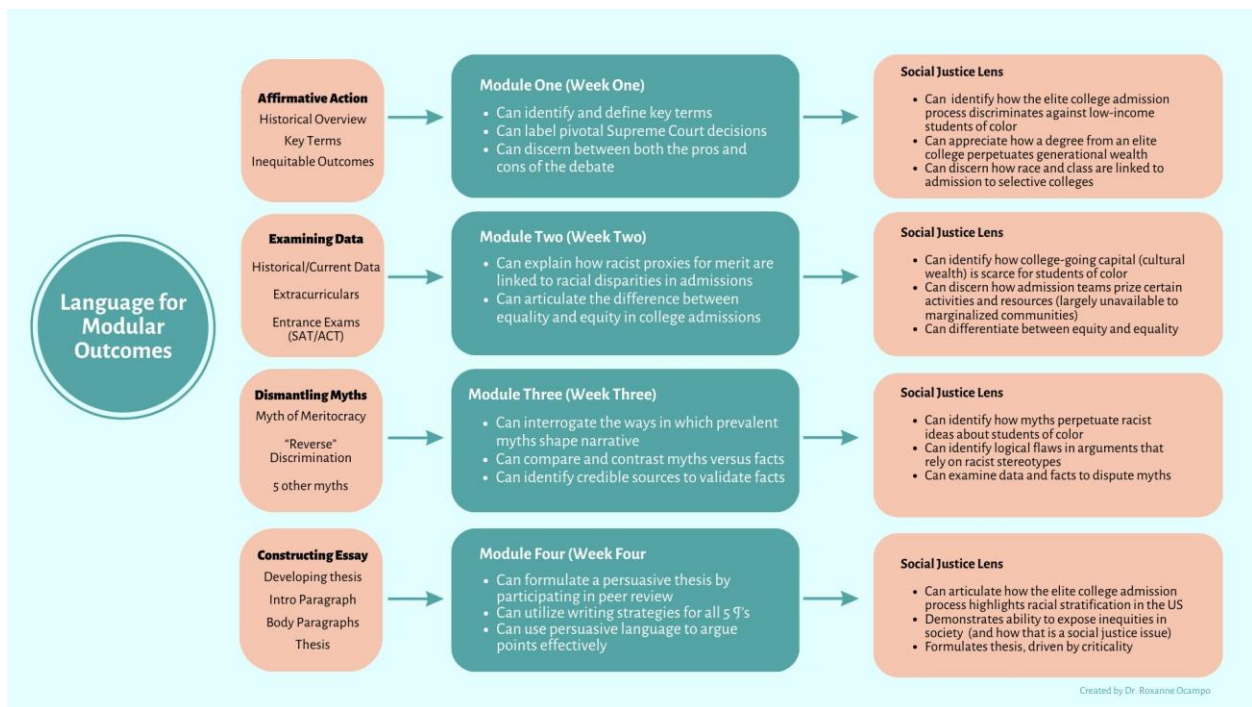 Language for
Modular
Outcomes
Affirmative Action
Historical Overview
Key Terms
Inequitable Outcomes
Module One (Week One)
• Can identify and define key terms
• Can label pivotal Supreme Court decisions
• Can discern between both the pros and
cons of the debate
Social Justice Lens
• Can identify how the elite college admission
process discriminates against low-income
students of color
• Can appreciate how a degree from an elite
college perpetuates generational wealth
• Can discern how race and class are linked to
admission to selective colleges
Examining Data
Historical/Current Data
Extracurriculars
Entrance Exams
(SAT/ACT)
Module Two (Week Two)
• Can explain how racist proxies for merit are
linked to racial disparities in admissions
• Can articulate the difference between
equality and equity in college admissions
Social Justice Lens
• Can identify how college-going capital (cultural
wealth) is scarce for students of color
• Can discern how admission teams prize certain
activities and resources (largely unavailable to
marginalized communities)
• Can differentiate between equity and equality
Dismantling Myths
Myth of Meritocracy
"Reverse"
Discrimination
5 other myths
Module Three (Week Three)
• Can interrogate the ways in which prevalent
myths shape narrative
• Can compare and contrast myths versus facts
• Can identify credible sources to validate facts
Social Justice Lens
• Can identify how myths perpetuate racist
ideas about students of color
• Can identify logical flaws in arguments that
rely on racist stereotypes
• Can examine data and facts to dispute myths
Constructing Essay
Developing thesis
Intro Paragraph
Body Paragraphs
Thesis
Module Four (Week Four
• Can formulate a persuasive thesis by
participating in peer review
• Can utilize writing strategies for all 5 ¶'s
• Can use persuasive language to argue
points effectively
Social Justice Lens
• Can articulate how the elite college admission
process highlights racial stratification in the US
• Demonstrates ability to expose inequities in
society (and how that is a social justice issue)
• Formulates thesis, driven by criticality
Created by Dr. Roxanne Ocampo